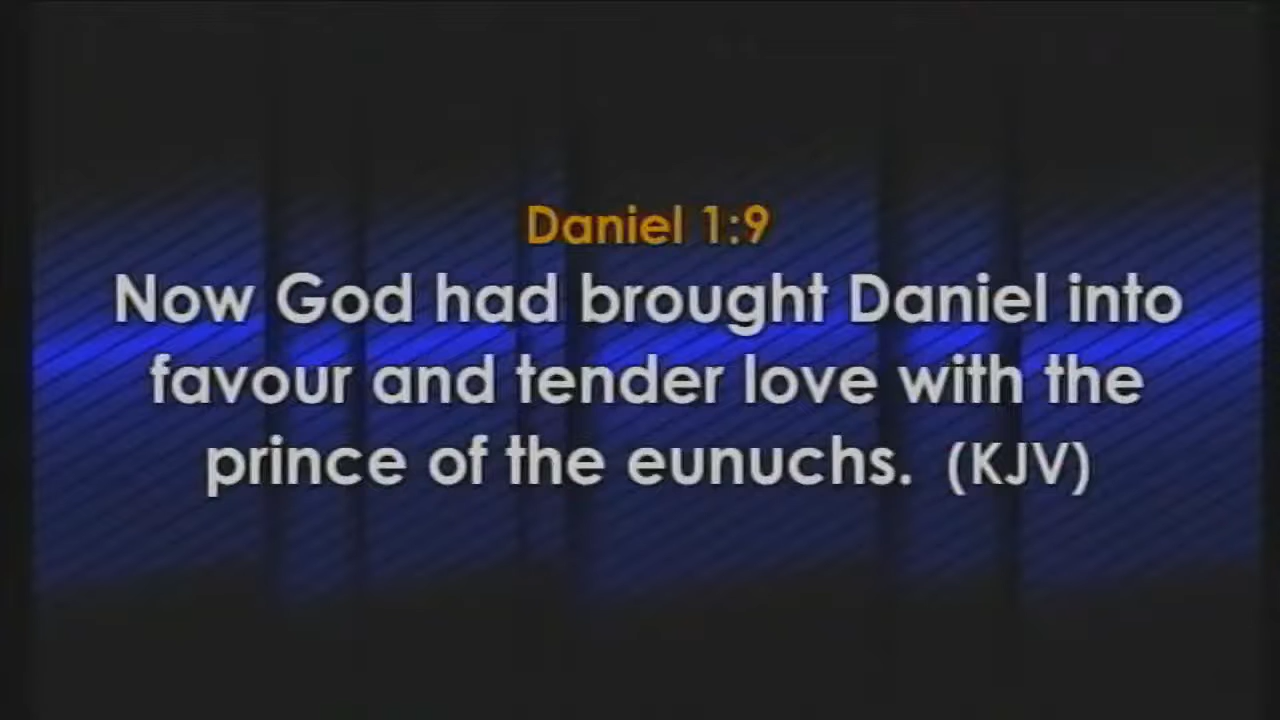 Daniel 1:9
Now God had brought Daniel into
favour and tender love with the
prince of the eunuchs. (KJV)